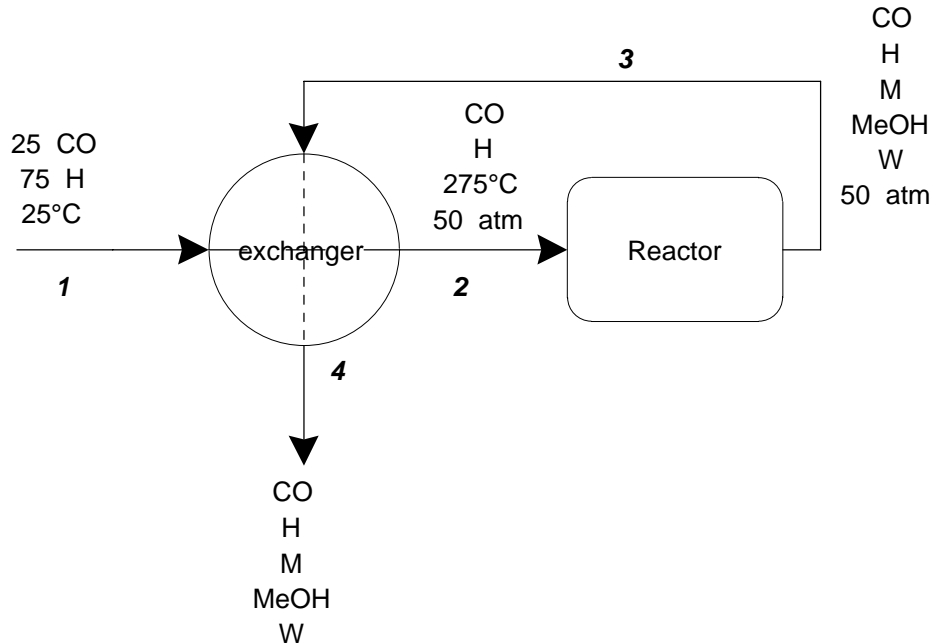 25 CO
75 H
25°C
1
exchanger
CO
H
275°C
50 atm
2
Reactor
3
CO
H
M
MeOH
W
50 atm
4
CO
H
M
MeOH
W